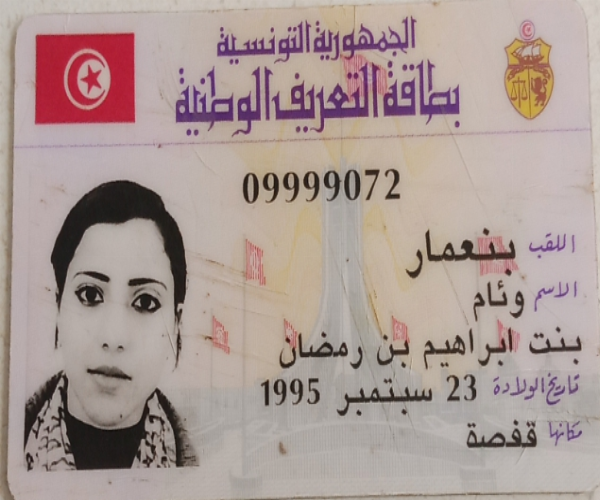 الجمهورية التونسية
بطاقة التعريف الوطنية
09999072
اللقب بنعمار
الاسم وئام
بنت ابراهيم بن رمضان
تاريخ الولادة 23 سبتمبر 1995
مكانها قفصة